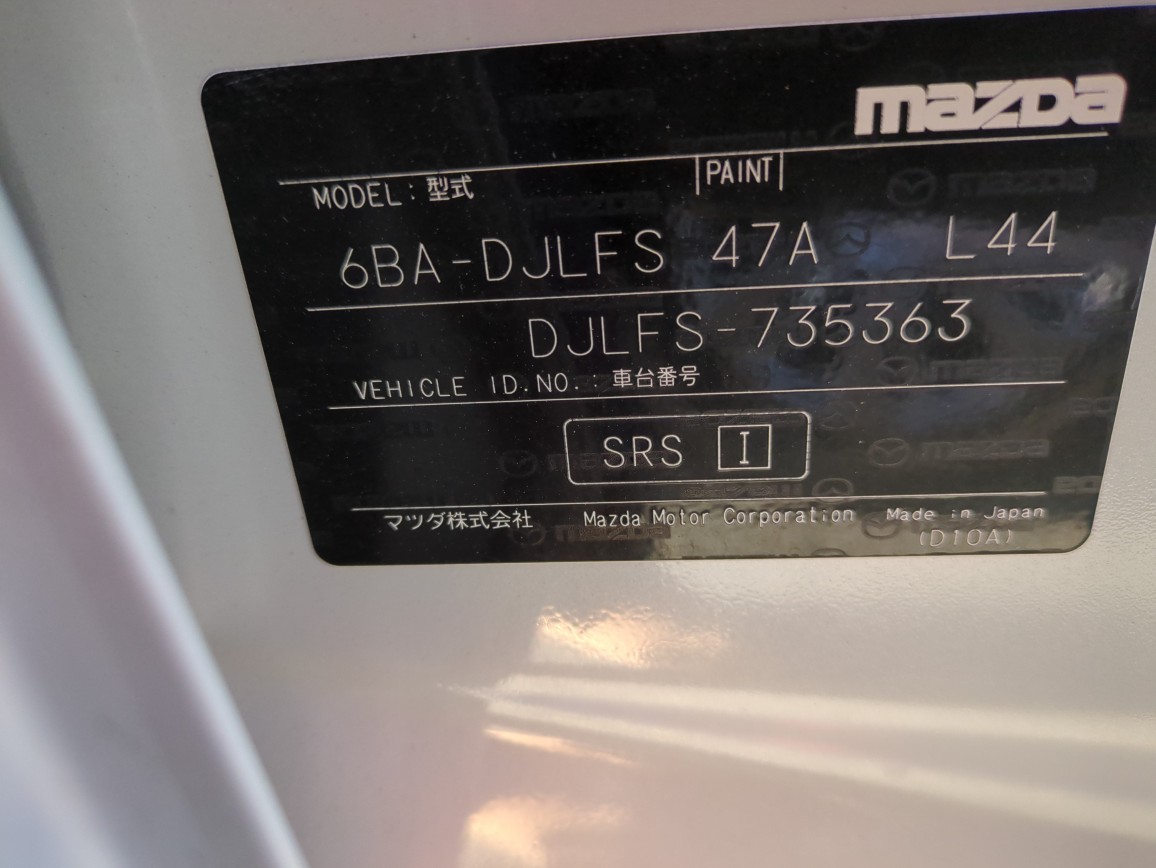 mazda
MODEL: 型式 PAINT
6BA-DJLFS 47A L44
DJLFS-735363
VEHICLE ID.NO.: 車台番号
SRS I
マツダ株式会社 Mazda Motor Corporation Made in Japan
(D10A)